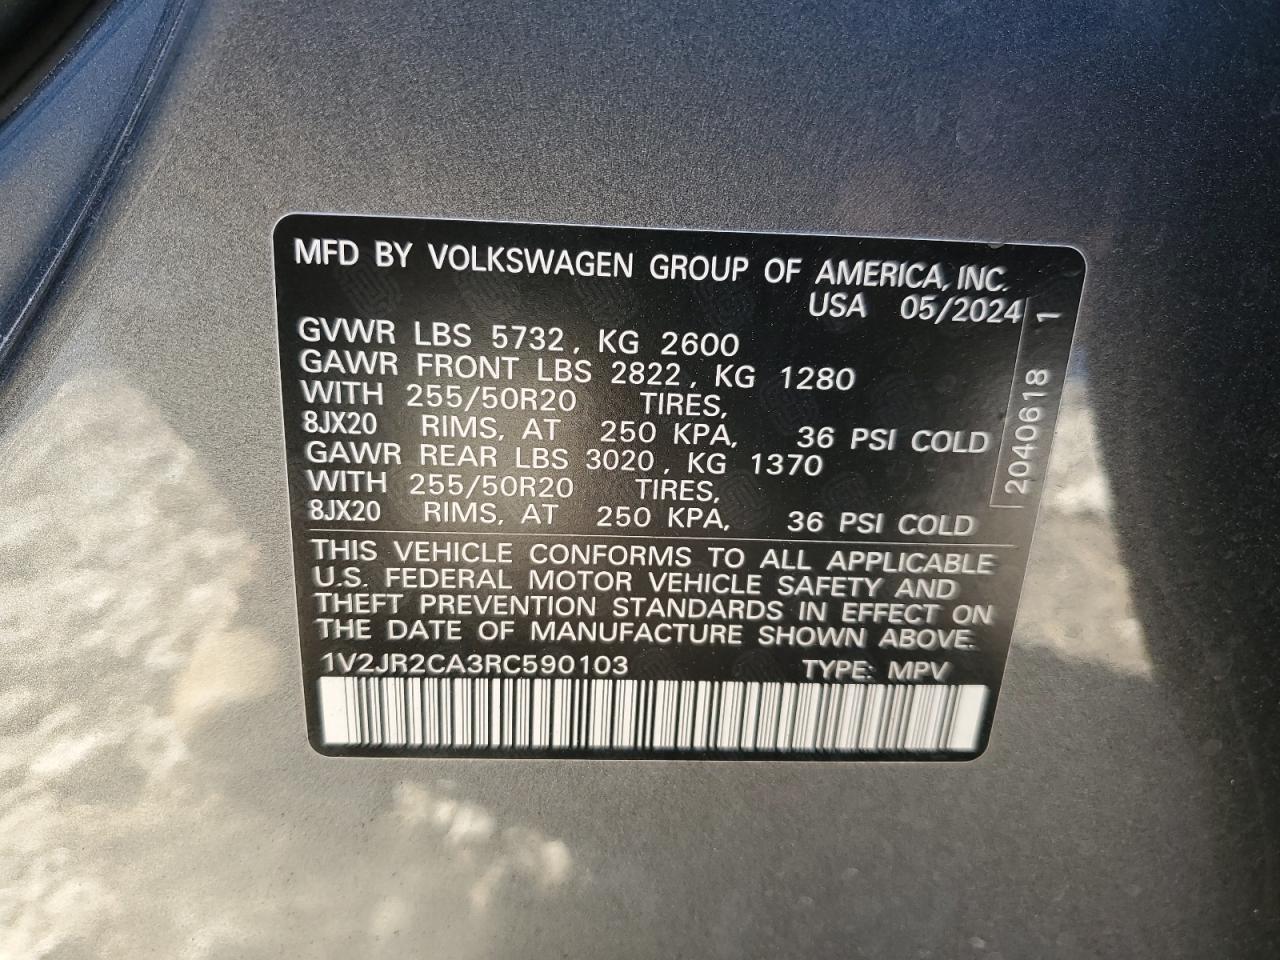 MFD BY VOLKSWAGEN GROUP OF AMERICA, INC.
USA 05/2024
GVWR LBS 5732, KG 2600
GAWR FRONT LBS 2822, KG 1280
WITH 255/50R20 TIRES,
8JX20 RIMS, AT 250 KPA, 36 PSI COLD
GAWR REAR LBS 3020, KG 1370
WITH 255/50R20 TIRES,
8JX20 RIMS, AT 250 KPA, 36 PSI COLD
THIS VEHICLE CONFORMS TO ALL APPLICABLE
U.S. FEDERAL MOTOR VEHICLE SAFETY AND
THEFT PREVENTION STANDARDS IN EFFECT ON
THE DATE OF MANUFACTURE SHOWN ABOVE.
1V2JR2CA3RC590103 TYPE: MPV
2040618 1